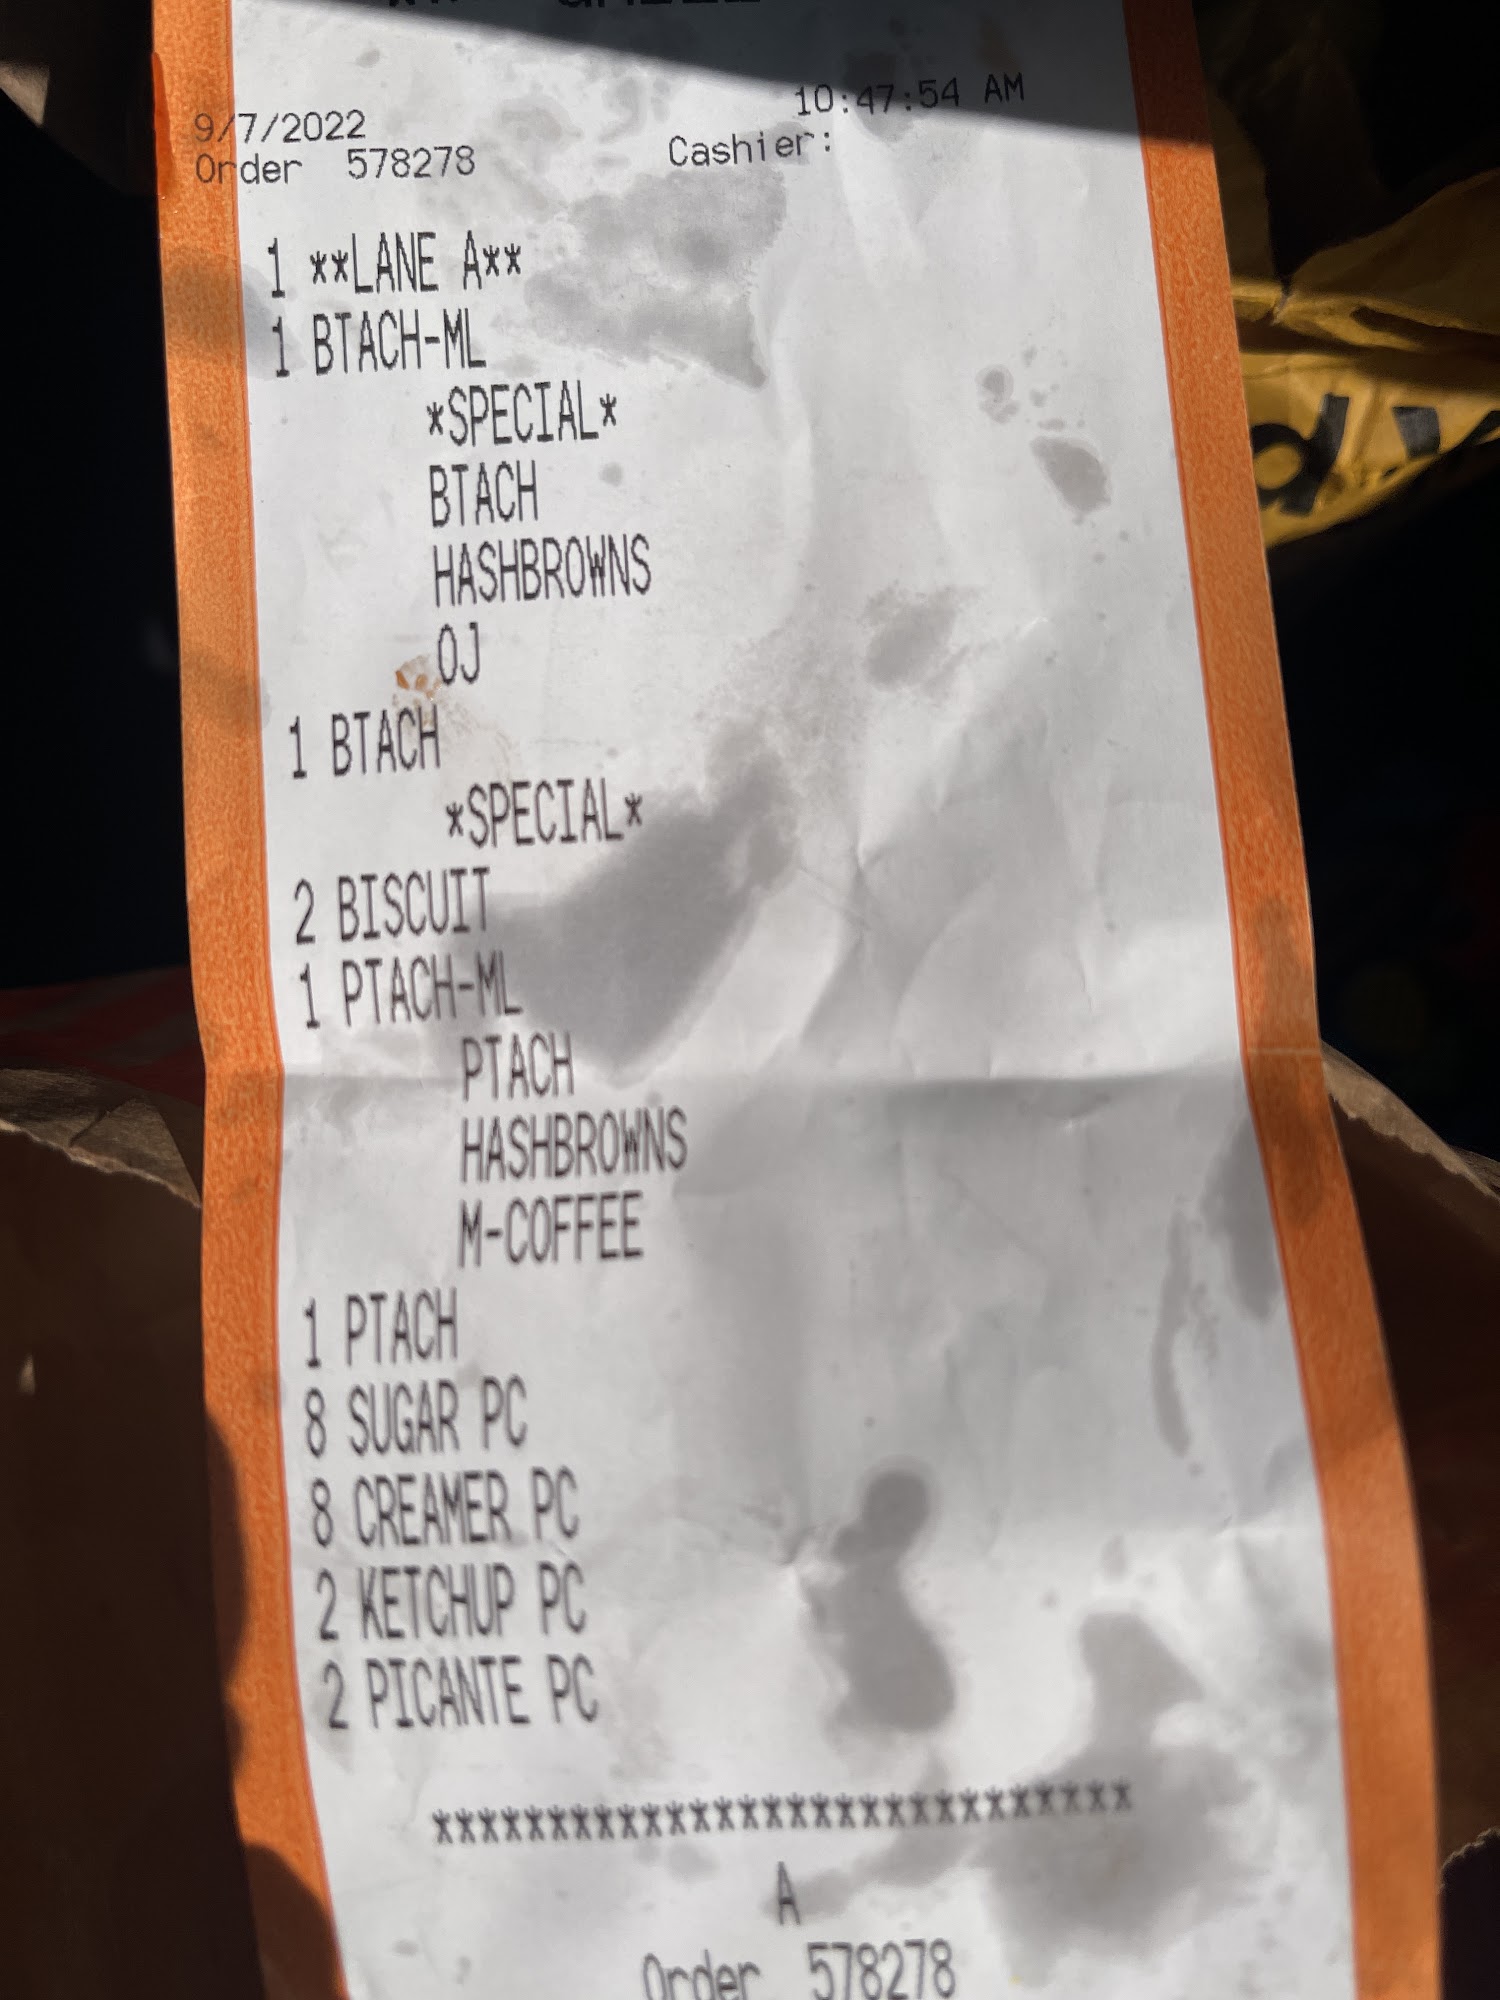 9/7/2022 10:47:54 AM
Order 578278 Cashier:
1 **LANE A**
1 BTACH-ML
*SPECIAL*
BTACH
HASHBROWNS
OJ
1 BTACH
*SPECIAL*
2 BISCUIT
1 PTACH-ML
PTACH
HASHBROWNS
M-COFFEE
1 PTACH
8 SUGAR PC
8 CREAMER PC
2 KETCHUP PC
2 PICANTE PC
******************************
A
Order 578278